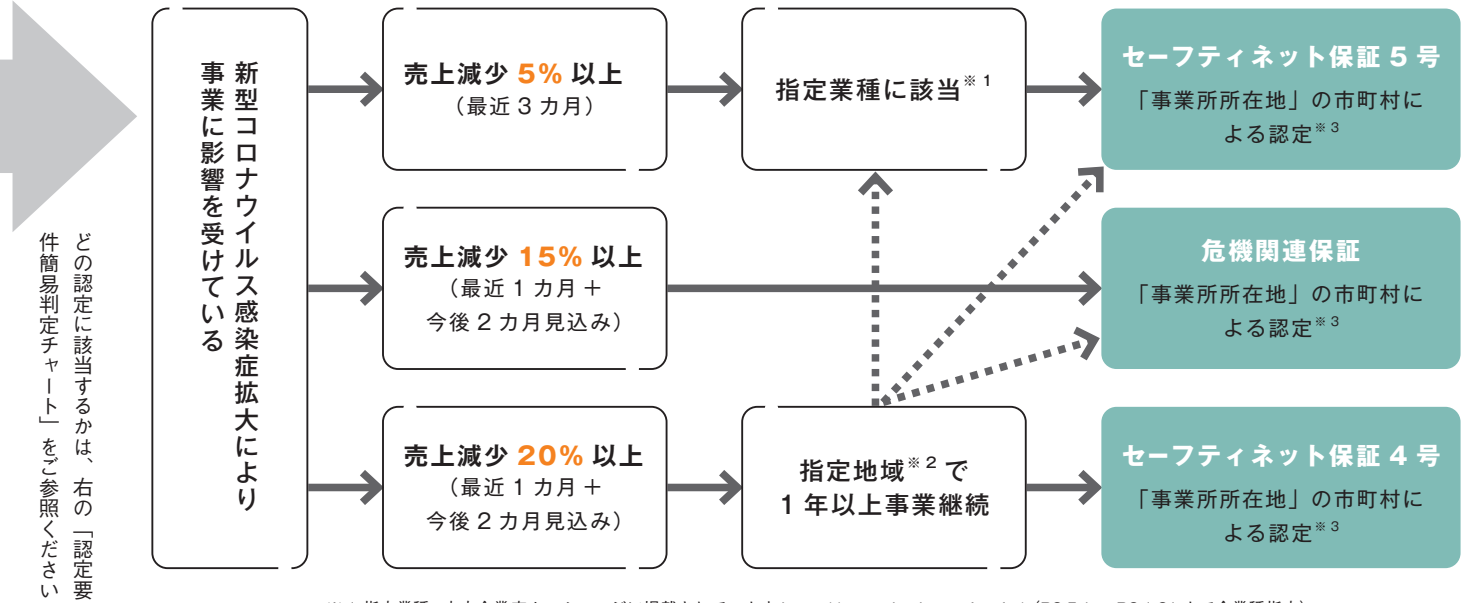 どの認定に該当するかは、右の「認定要
件簡易判定チャート」をご参照ください
新型コロナウイルス感染症拡大により
事業に影響を受けている
売上減少 5% 以上
（最近 3 カ月）
指定業種に該当※1
セーフティネット保証 5 号
「事業所所在地」の市町村に
よる認定※3
売上減少 15% 以上
（最近 1 カ月＋
今後 2 カ月見込み）
危機関連保証
「事業所所在地」の市町村に
よる認定※3
売上減少 20% 以上
（最近 1 カ月＋
今後 2 カ月見込み）
指定地域※2 で
1 年以上事業継続
セーフティネット保証 4 号
「事業所所在地」の市町村に
よる認定※3